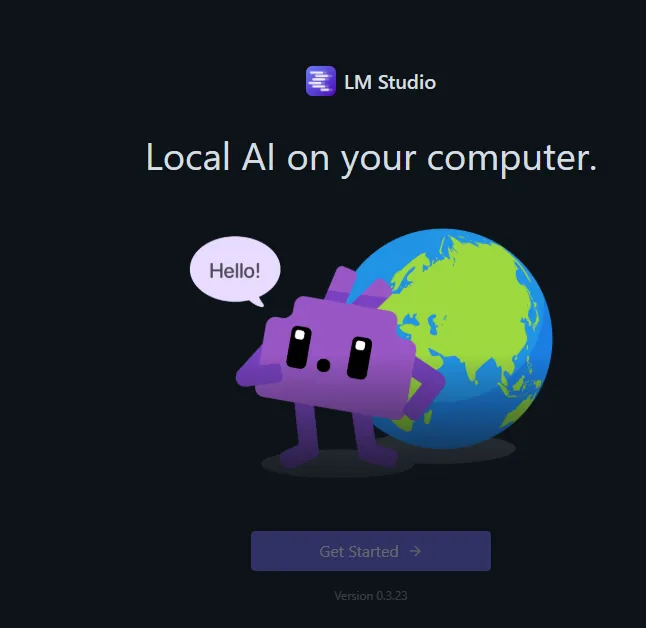 LM Studio
Local AI on your computer.
Hello!
Get Started →
Version 0.3.23